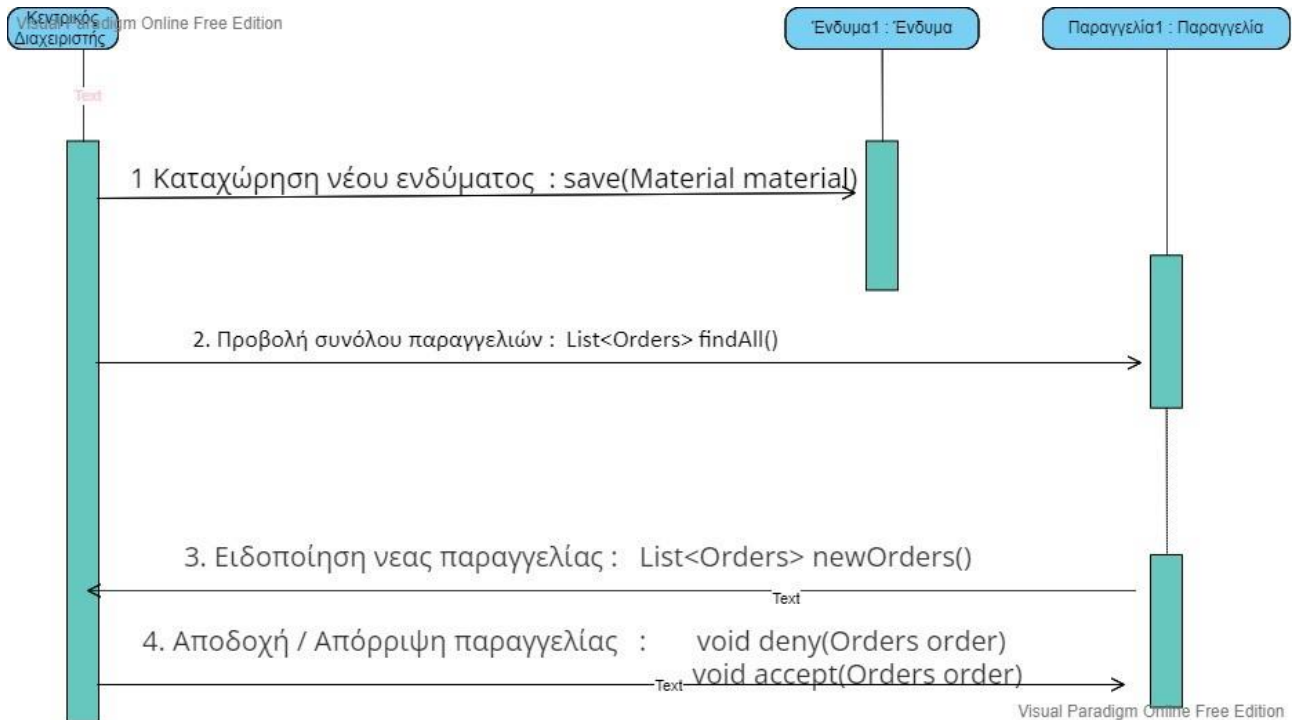 Κεντρικός
Visual Paradigm Online Free Edition
Διαχειριστής
Ένδυμα1 : Ένδυμα
Παραγγελία1 : Παραγγελία
Text
1 Καταχώρηση νέου ενδύματος : save(Material material)
2. Προβολή συνόλου παραγγελιών : List<Orders> findAll()
3. Ειδοποίηση νεας παραγγελίας : List<Orders> newOrders()
Text
4. Αποδοχή / Απόρριψη παραγγελίας : void deny(Orders order)
Text void accept(Orders order)
Visual Paradigm Online Free Edition